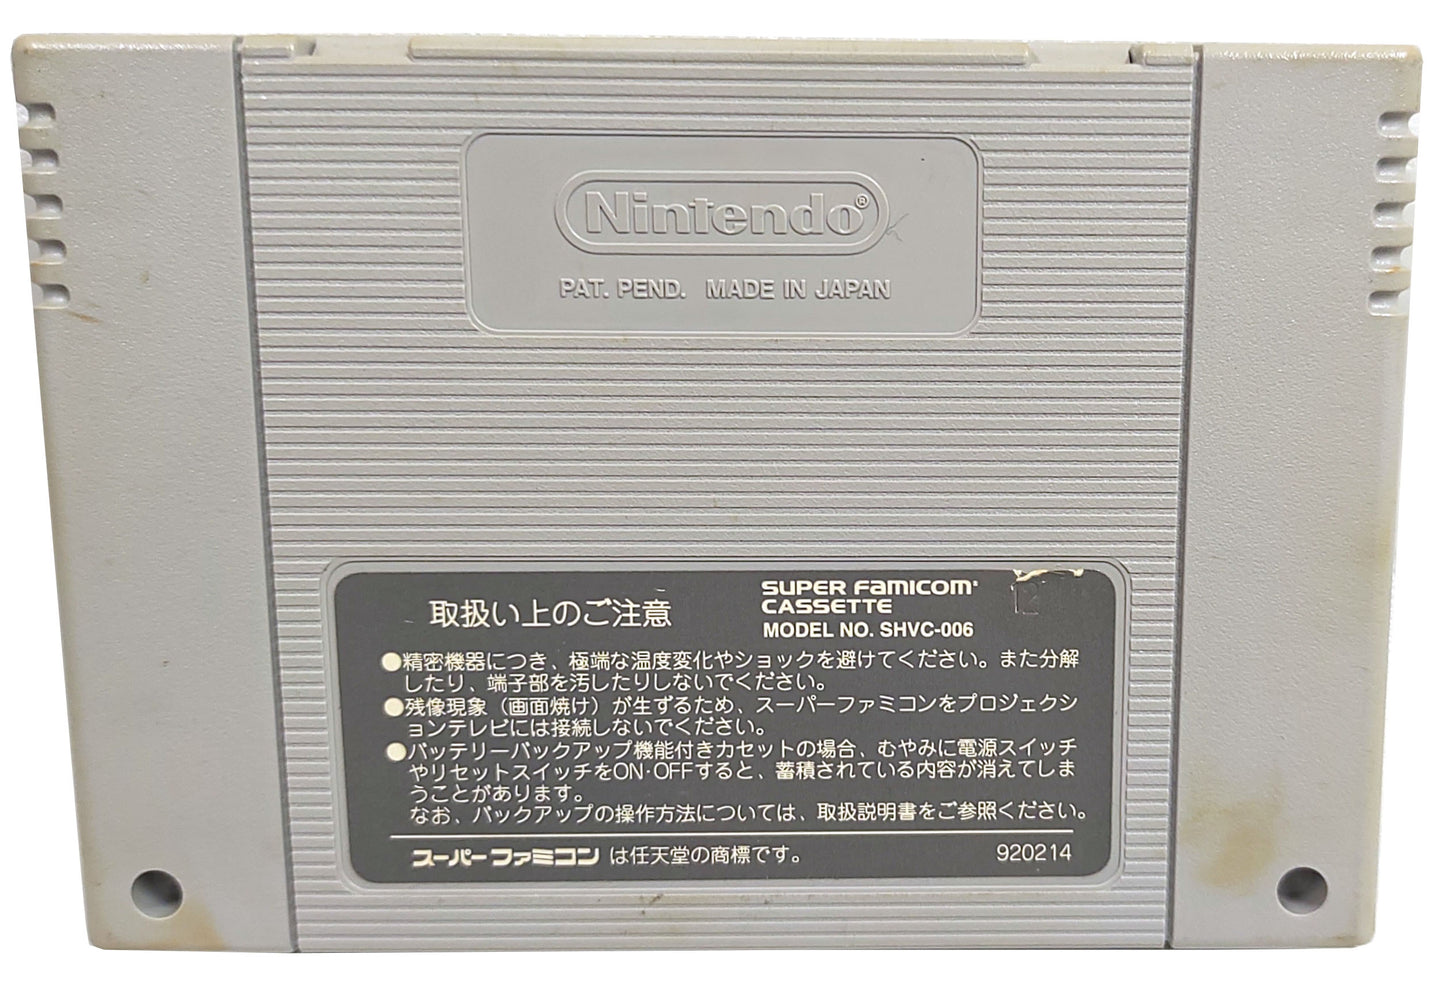 Nintendo®
PAT. PEND. MADE IN JAPAN
取扱い上のご注意
SUPER FAMICOM
CASSETTE
MODEL NO. SHVC-006
12
●精密機器につき、極端な温度変化やショックを避けてください。また分解
したり、端子部を汚したりしないでください。
●残像現象（画面焼け）が生ずるため、スーパーファミコンをプロジェクシ
ョンテレビには接続しないでください。
●バッテリーバックアップ機能付きカセットの場合、むやみに電源スイッチ
やリセットスイッチをON·OFFすると、蓄積されている内容が消えてしま
うことがあります。
なお、バックアップの操作方法については、取扱説明書をご参照ください。
スーパーファミコン は任天堂の商標です。
920214